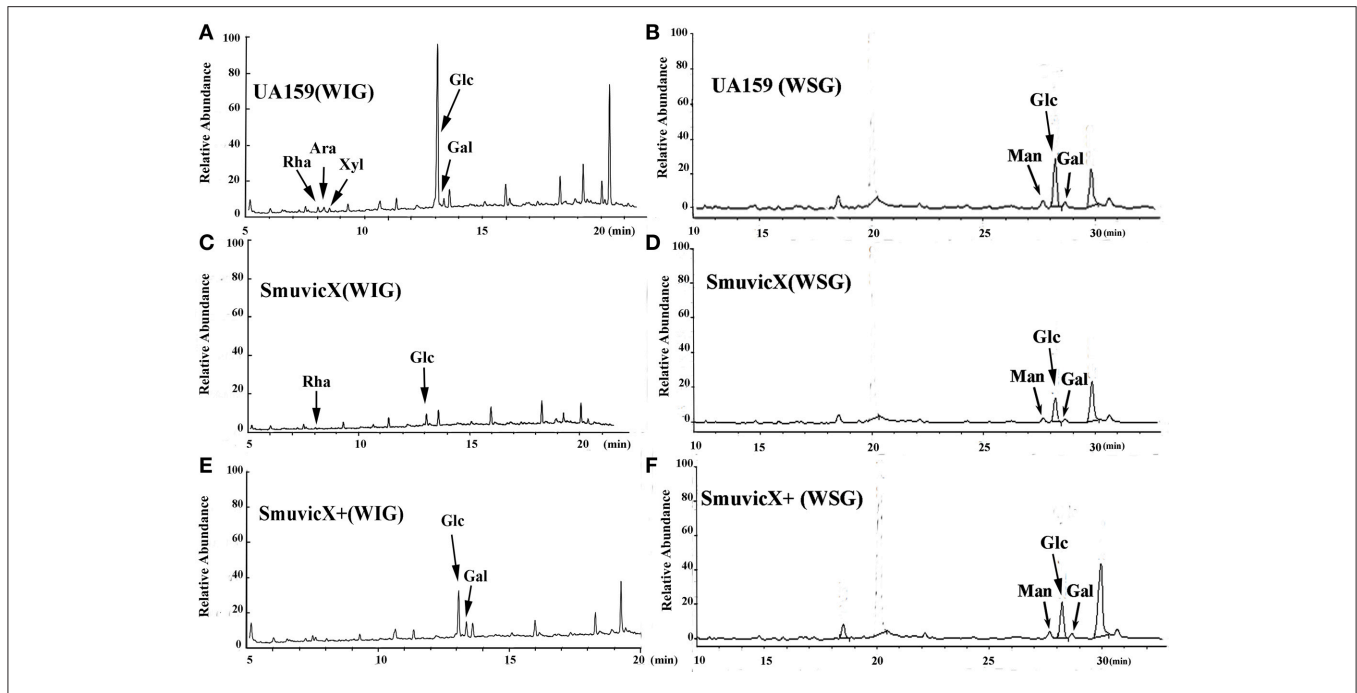 A
Relative Abundance
100
80
60
40
20
0
UA159(WIG)
Rha
Ara
Xyl
Glc
Gal
5
10
15
20 (min)
B
Relative Abundance
100
80
60
40
20
0
UA159 (WSG)
Man
Glc
Gal
10
15
20
25
30(min)
C
Relative Abundance
100
80
60
40
20
0
SmuvicX(WIG)
Rha
Glc
5
10
15
20
(min)
D
Relative Abundance
100
80
60
40
20
0
SmuvicX(WSG)
Man
Glc
Gal
10
15
20
25
30(min)
E
Relative Abundance
100
80
60
40
20
0
SmuvicX+(WIG)
Glc
Gal
5
10
15
20
(min)
F
Relative Abundance
100
80
60
40
20
0
SmuvicX+ (WSG)
Man
Glc
Gal
10
15
20
25
30(min)